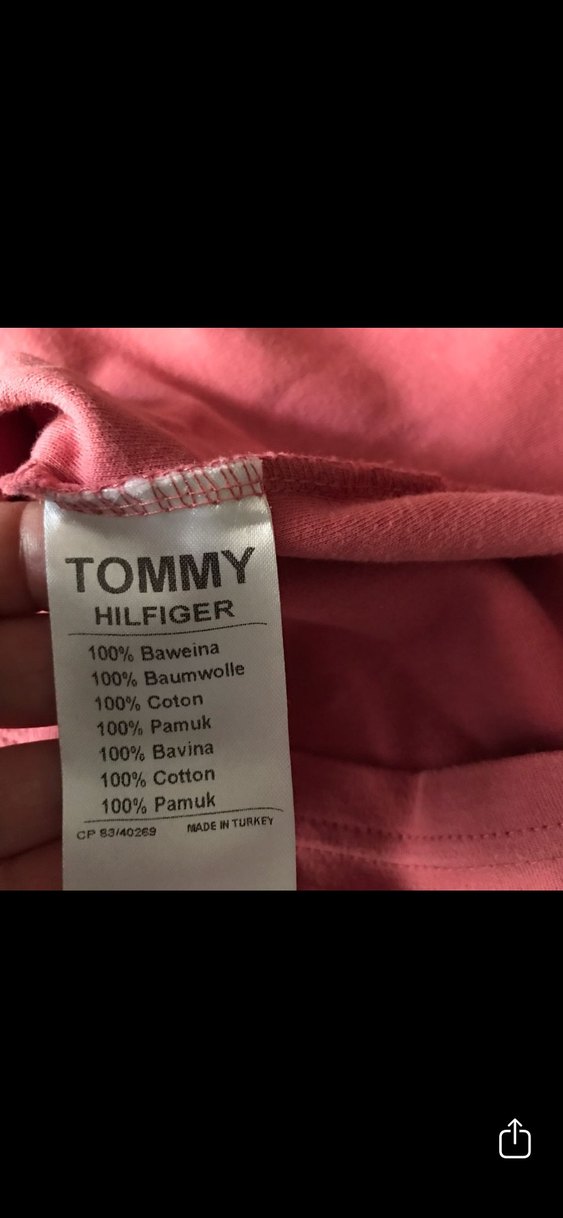 TOMMY
HILFIGER
100% Baweina
100% Baumwolle
100% Coton
100% Pamuk
100% Bavina
100% Cotton
100% Pamuk
CP 83/40269 MADE IN TURKEY